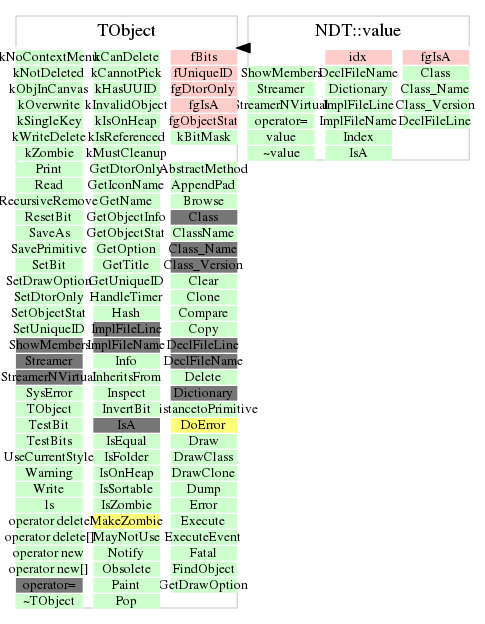 TObject
kNoContextMenu kCanDelete fBits
kNotDeleted kCannotPick fUniqueID
kObjInCanvas kHasUUID fgDtorOnly
kOverwrite kInvalidObject fgIsA
kSingleKey kIsOnHeap fgObjectStat
kWriteDelete kIsReferenced kBitMask
kZombie kMustCleanup
Print GetDtorOnly AbstractMethod
Read GetIconName AppendPad
RecursiveRemove GetName Browse
ResetBit GetObjectInfo Class
SaveAs GetObjectStat ClassName
SavePrimitive GetOption Class_Name
SetBit GetTitle Class_Version
SetDrawOption GetUniqueID Clear
SetDtorOnly HandleTimer Clone
SetObjectStat Hash Compare
SetUniqueID ImplFileLine Copy
ShowMembers ImplFileName DeclFileLine
Streamer Info DeclFileName
StreamerNVirtual InheritsFrom Delete
SysError Inspect Dictionary
TObject InvertBit istancetoPrimitive
TestBit IsA DoError
TestBits IsEqual Draw
UseCurrentStyle IsFolder DrawClass
Warning IsOnHeap DrawClone
Write IsSortable Dump
ls IsZombie Error
operator delete MakeZombie Execute
operator delete[] MayNotUse ExecuteEvent
operator new Notify Fatal
operator new[] Obsolete FindObject
operator= Paint GetDrawOption
~TObject Pop
NDT::value
idx fgIsA
ShowMembers DeclFileName Class
Streamer Dictionary Class_Name
StreamerNVirtual ImplFileLine Class_Version
operator= ImplFileName DeclFileLine
value Index
~value IsA